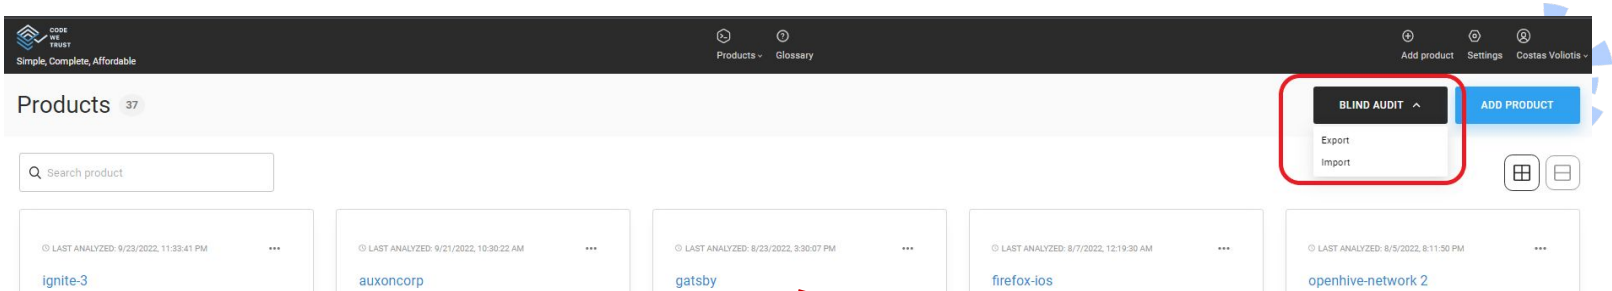 CODE
WE
TRUST
Simple, Complete, Affordable
Products
Glossary
Add product
Settings
Costas Voliotis
Products 37
BLIND AUDIT
ADD PRODUCT
Export
Import
Search product
LAST ANALYZED: 9/23/2022, 11:33:41 PM
ignite-3
LAST ANALYZED: 9/21/2022, 10:30:22 AM
auxoncorp
LAST ANALYZED: 8/23/2022, 3:30:07 PM
gatsby
LAST ANALYZED: 8/7/2022, 12:19:30 AM
firefox-ios
LAST ANALYZED: 8/5/2022, 8:11:50 PM
openhive-network 2